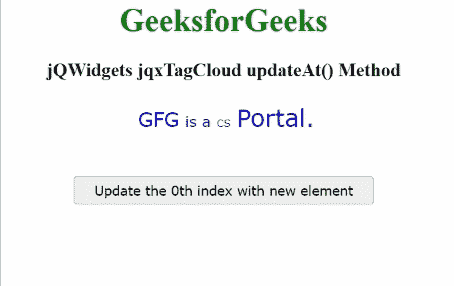 GeeksforGeeks
jQWidgets jqxTagCloud updateAt() Method
GFG is a cs Portal.
Update the 0th index with new element